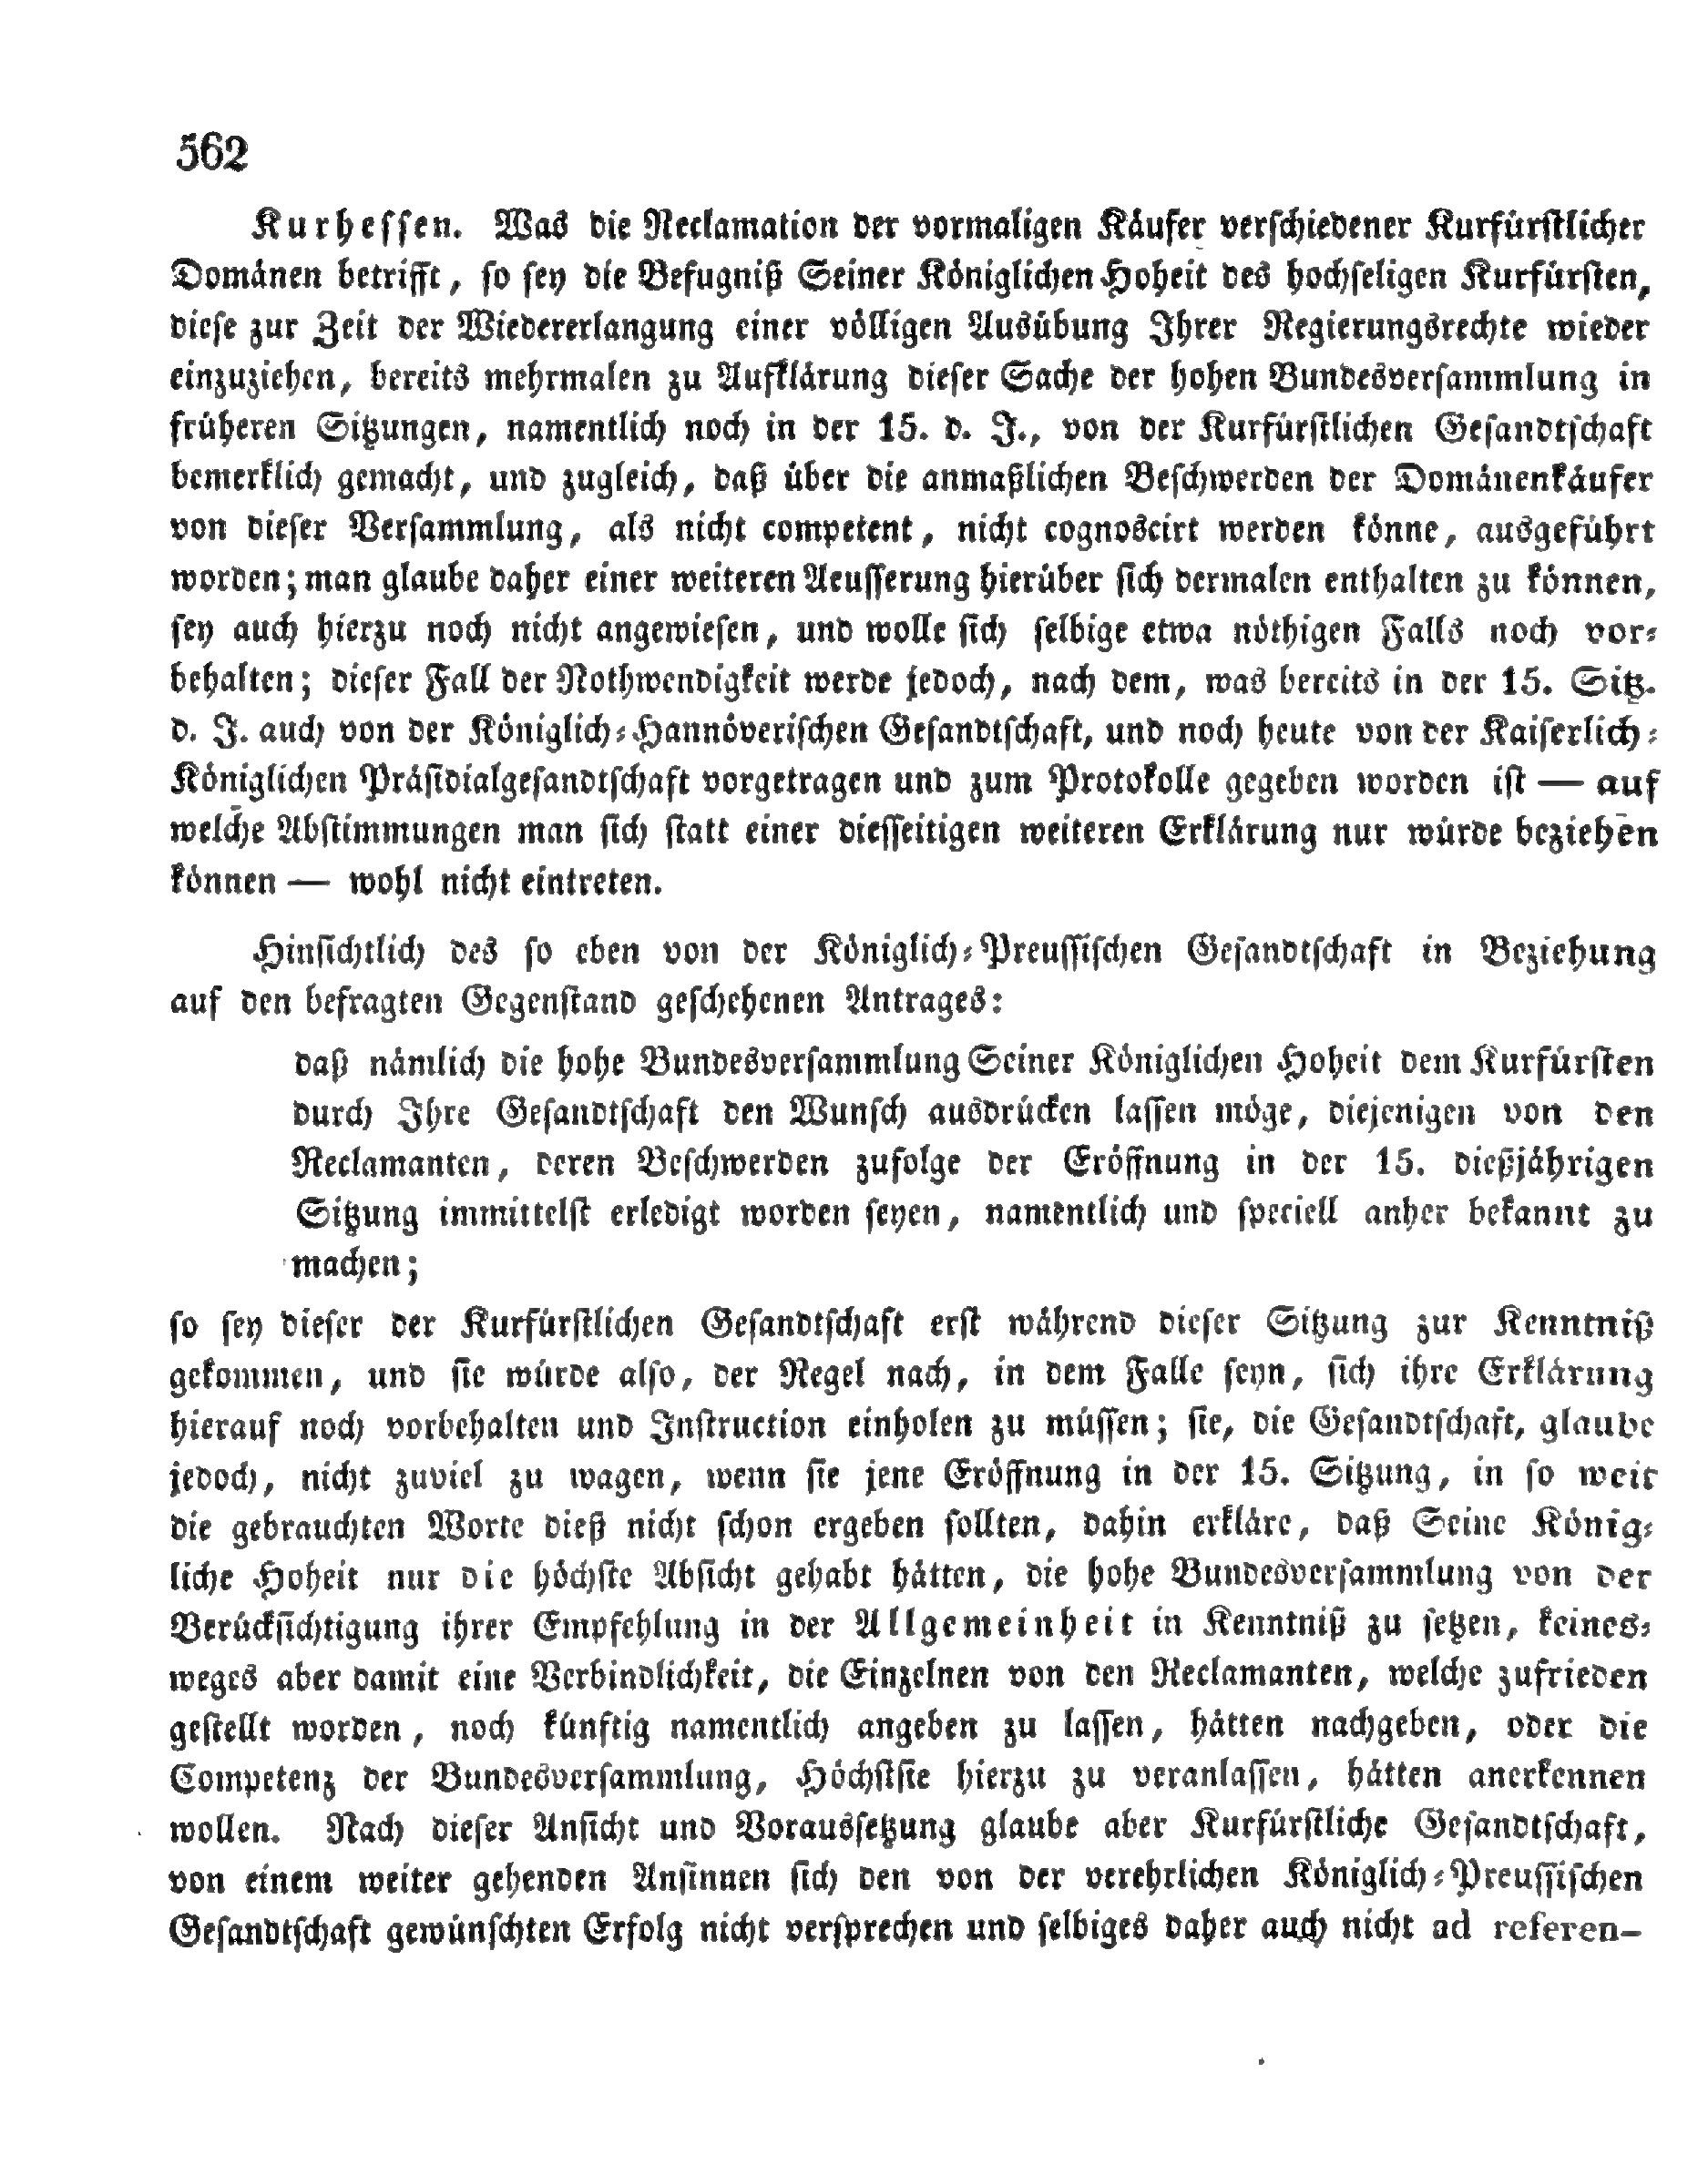 562
Kurhessen. Was die Reclamation der vormaligen Käufer verschiedener Kurfürstlicher
Domänen betrifft, so sey die Befugniß Seiner Königlichen Hoheit des hochseligen Kurfürsten,
diese zur Zeit der Wiedererlangung einer völligen Ausübung Ihrer Regierungsrechte wieder
einzuziehen, bereits mehrmalen zu Aufklärung dieser Sache der hohen Bundesversammlung in
früheren Sitzungen, namentlich noch in der 15. d. J., von der Kurfürstlichen Gesandtschaft
bemerklich gemacht, und zugleich, daß über die anmaßlichen Beschwerden der Domänenkäufer
von dieser Versammlung, als nicht competent, nicht cognoscirt werden könne, ausgeführt
worden; man glaube daher einer weiteren Aeusserung hierüber sich dermalen enthalten zu können,
sey auch hierzu noch nicht angewiesen, und wolle sich selbige etwa nöthigen Falls noch vor-
behalten; dieser Fall der Nothwendigkeit werde jedoch, nach dem, was bereits in der 15. Sitz.
d. J. auch von der Königlich-Hannöverischen Gesandtschaft, und noch heute von der Kaiserlich-
Königlichen Präsidialgesandtschaft vorgetragen und zum Protokolle gegeben worden ist — auf
welche Abstimmungen man sich statt einer diesseitigen weiteren Erklärung nur würde beziehen
können — wohl nicht eintreten.
Hinsichtlich des so eben von der Königlich-Preussischen Gesandtschaft in Beziehung
auf den befragten Gegenstand geschehenen Antrages:
daß nämlich die hohe Bundesversammlung Seiner Königlichen Hoheit dem Kurfürsten
durch Ihre Gesandtschaft den Wunsch ausdrücken lassen möge, diejenigen von den
Reclamanten, deren Beschwerden zufolge der Eröffnung in der 15. dießjährigen
Sitzung immittelst erledigt worden seyen, namentlich und speciell anher bekannt zu
machen;
so sey dieser der Kurfürstlichen Gesandtschaft erst während dieser Sitzung zur Kenntniß
gekommen, und sie würde also, der Regel nach, in dem Falle seyn, sich ihre Erklärung
hierauf noch vorbehalten und Instruction einholen zu müssen; sie, die Gesandtschaft, glaube
jedoch, nicht zuviel zu wagen, wenn sie jene Eröffnung in der 15. Sitzung, in so weit
die gebrauchten Worte dieß nicht schon ergeben sollten, dahin erkläre, daß Seine König-
liche Hoheit nur die höchste Absicht gehabt hätten, die hohe Bundesversammlung von der
Berücksichtigung ihrer Empfehlung in der Allgemeinheit in Kenntniß zu setzen, keines-
weges aber damit eine Verbindlichkeit, die Einzelnen von den Reclamanten, welche zufrieden
gestellt worden, noch künftig namentlich angeben zu lassen, hätten nachgeben, oder die
Competenz der Bundesversammlung, Höchstsie hierzu zu veranlassen, hätten anerkennen
wollen. Nach dieser Ansicht und Voraussetzung glaube aber Kurfürstliche Gesandtschaft,
von einem weiter gehenden Ansinnen sich den von der verehrlichen Königlich-Preussischen
Gesandtschaft gewünschten Erfolg nicht versprechen und selbiges daher auch nicht ad referen-